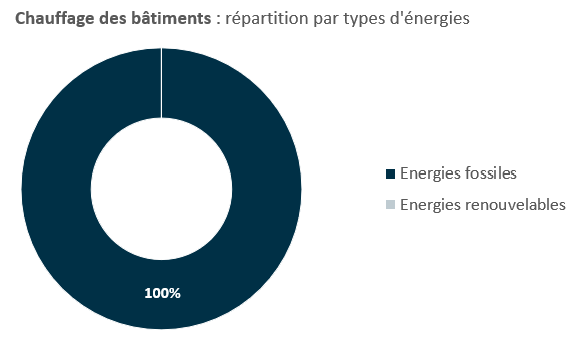 Chauffage des bâtiments : répartition par types d'énergies
Energies fossiles
Energies renouvelables
100%